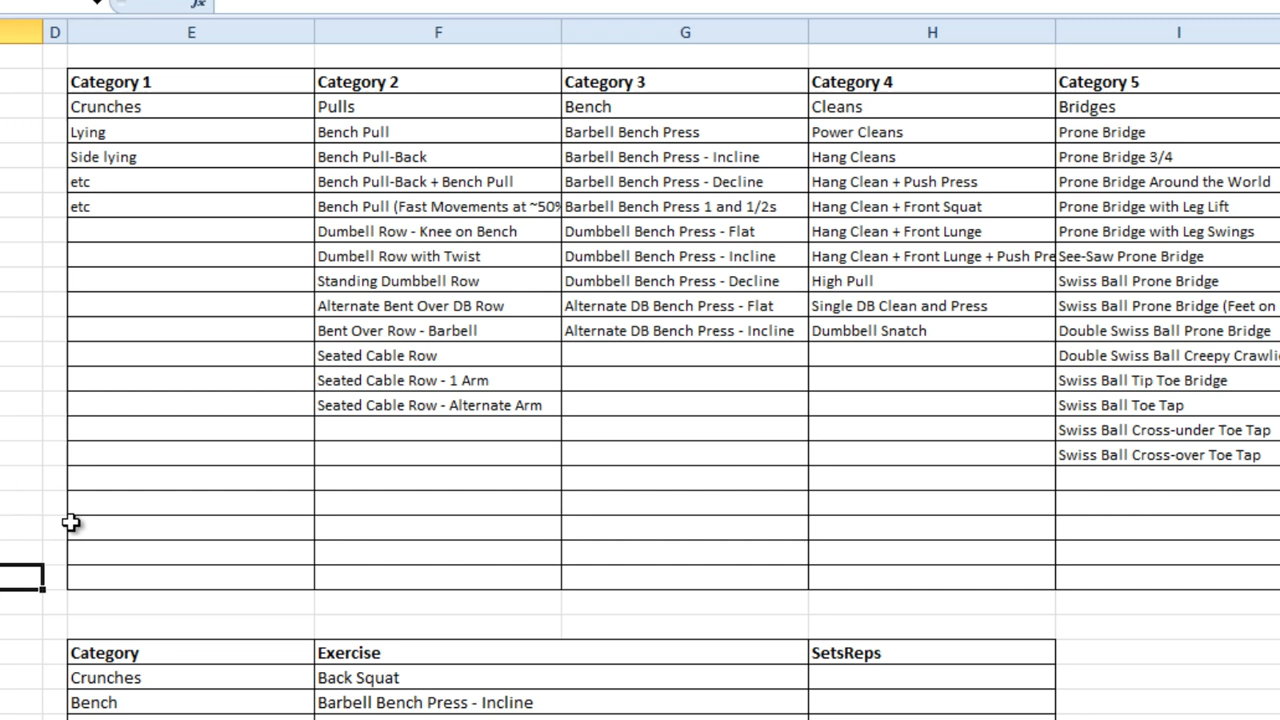 fx
D E F G H I
Category 1 Category 2 Category 3 Category 4 Category 5
Crunches Pulls Bench Cleans Bridges
Lying Bench Pull Barbell Bench Press Power Cleans Prone Bridge
Side lying Bench Pull-Back Barbell Bench Press - Incline Hang Cleans Prone Bridge 3/4
etc Bench Pull-Back + Bench Pull Barbell Bench Press - Decline Hang Clean + Push Press Prone Bridge Around the World
etc Bench Pull (Fast Movements at ~50% Barbell Bench Press 1 and 1/2s Hang Clean + Front Squat Prone Bridge with Leg Lift
Dumbell Row - Knee on Bench Dumbbell Bench Press - Flat Hang Clean + Front Lunge Prone Bridge with Leg Swings
Dumbell Row with Twist Dumbbell Bench Press - Incline Hang Clean + Front Lunge + Push Pre See-Saw Prone Bridge
Standing Dumbbell Row Dumbbell Bench Press - Decline High Pull Swiss Ball Prone Bridge
Alternate Bent Over DB Row Alternate DB Bench Press - Flat Single DB Clean and Press Swiss Ball Prone Bridge (Feet on
Bent Over Row - Barbell Alternate DB Bench Press - Incline Dumbbell Snatch Double Swiss Ball Prone Bridge
Seated Cable Row Double Swiss Ball Creepy Crawli
Seated Cable Row - 1 Arm Swiss Ball Tip Toe Bridge
Seated Cable Row - Alternate Arm Swiss Ball Toe Tap
Swiss Ball Cross-under Toe Tap
Swiss Ball Cross-over Toe Tap
Category Exercise SetsReps
Crunches Back Squat
Bench Barbell Bench Press - Incline